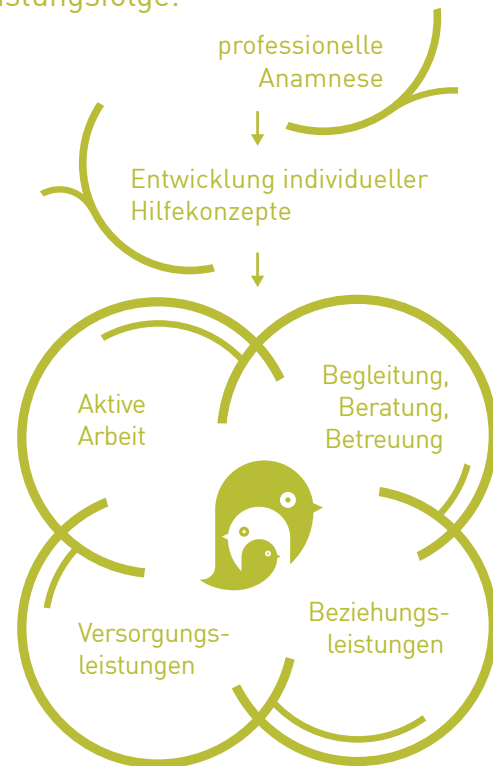 professionelle
Anamnese
Entwicklung individueller
Hilfekonzepte
Aktive
Arbeit
Begleitung,
Beratung,
Betreuung
Versorgungs-
leistungen
Beziehungs-
leistungen